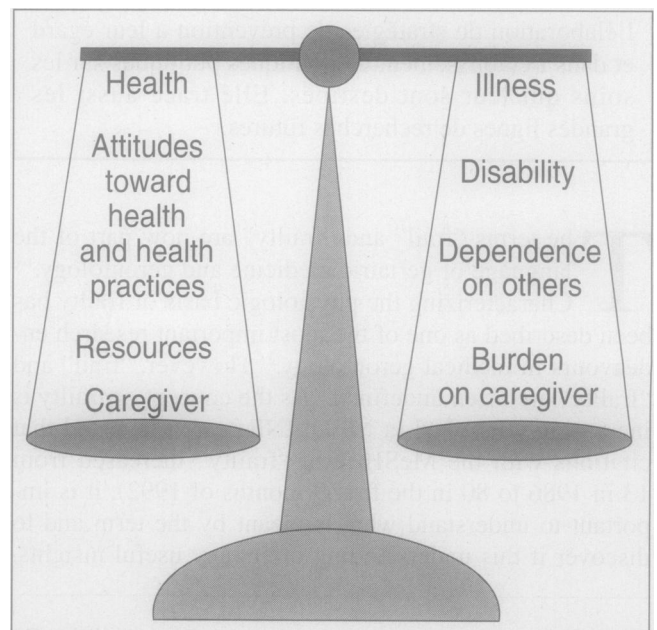 Health
Attitudes
toward
health
and health
practices
Resources
Caregiver
Illness
Disability
Dependence
on others
Burden
on caregiver